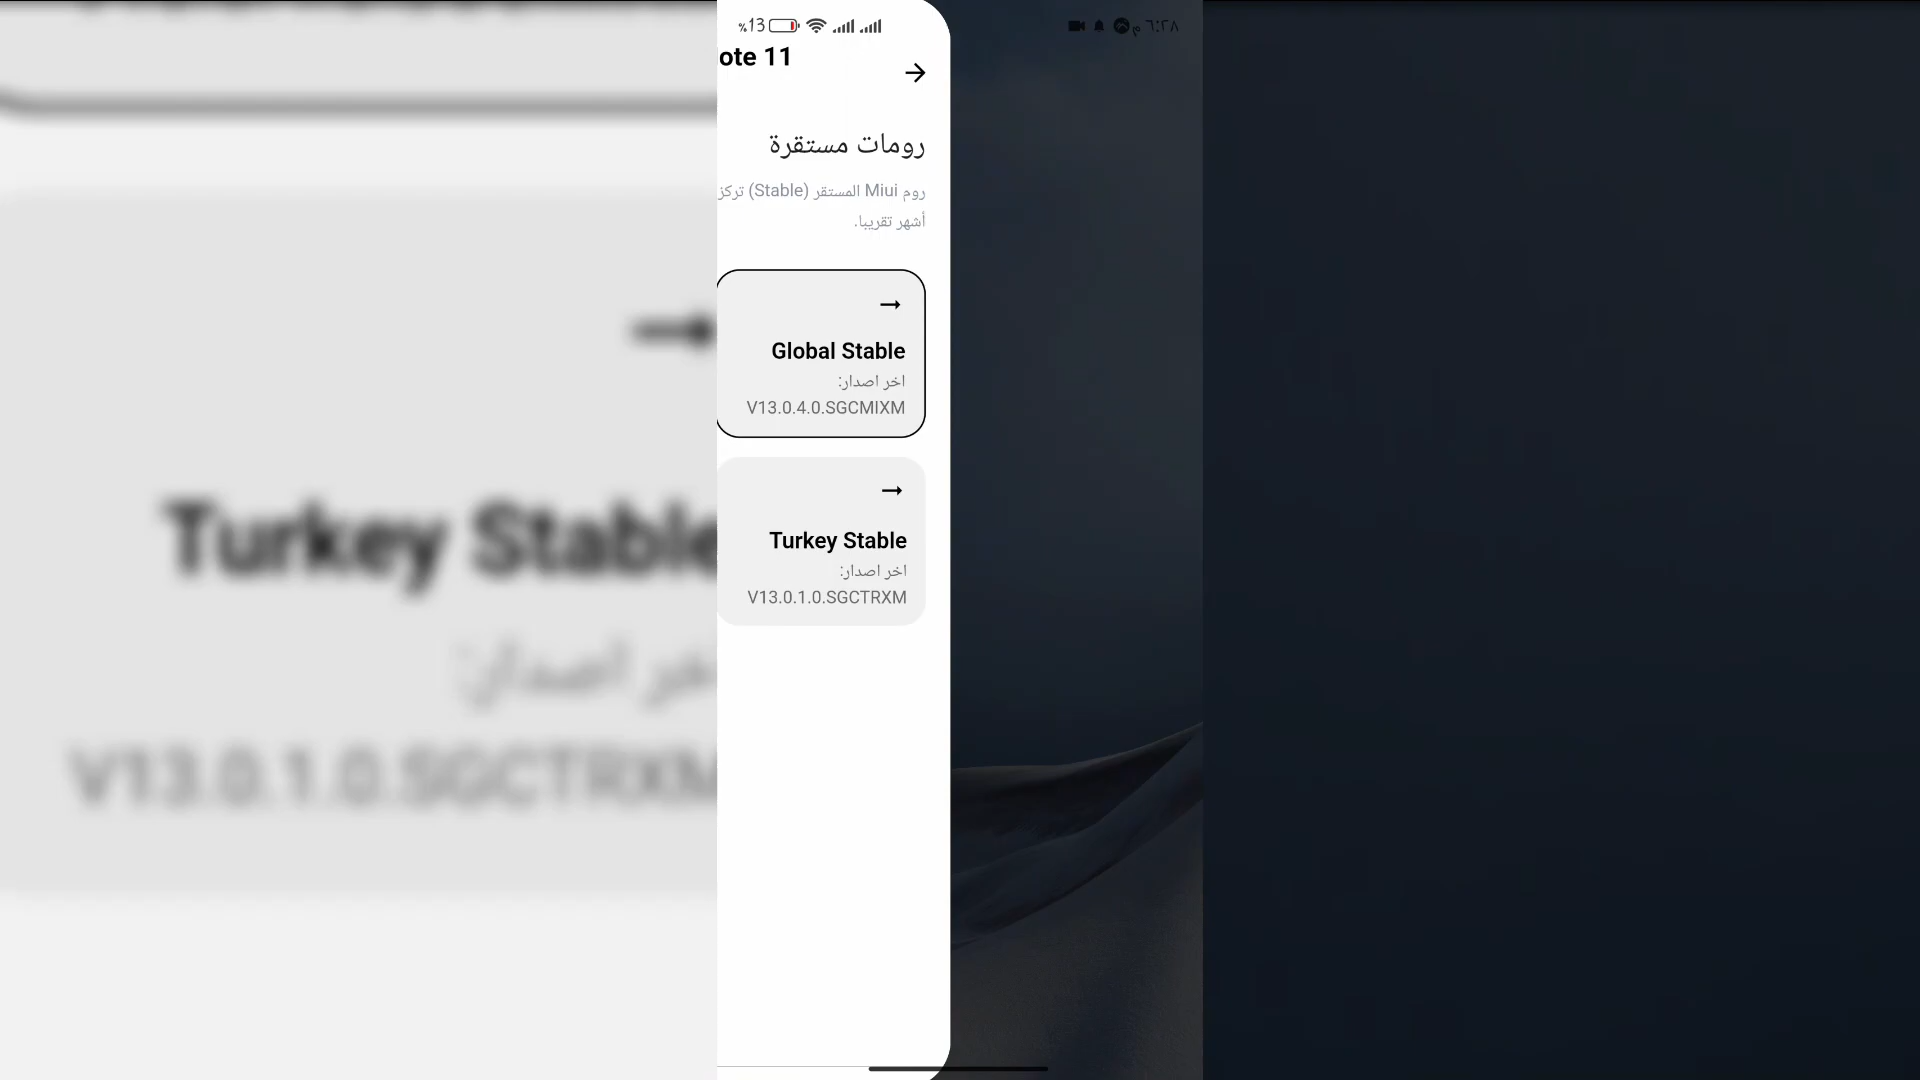 %13
٦:٢٨ م
ote 11
رومات مستقرة
روم Miui المستقر (Stable) تركز
أشهر تقريبا.
Global Stable
اخر اصدار:
V13.0.4.0.SGCMIXM
Turkey Stable
اخر اصدار:
V13.0.1.0.SGCTRXM
Turkey Stable
اخر اصدار:
V13.0.1.0.SGCTRXM